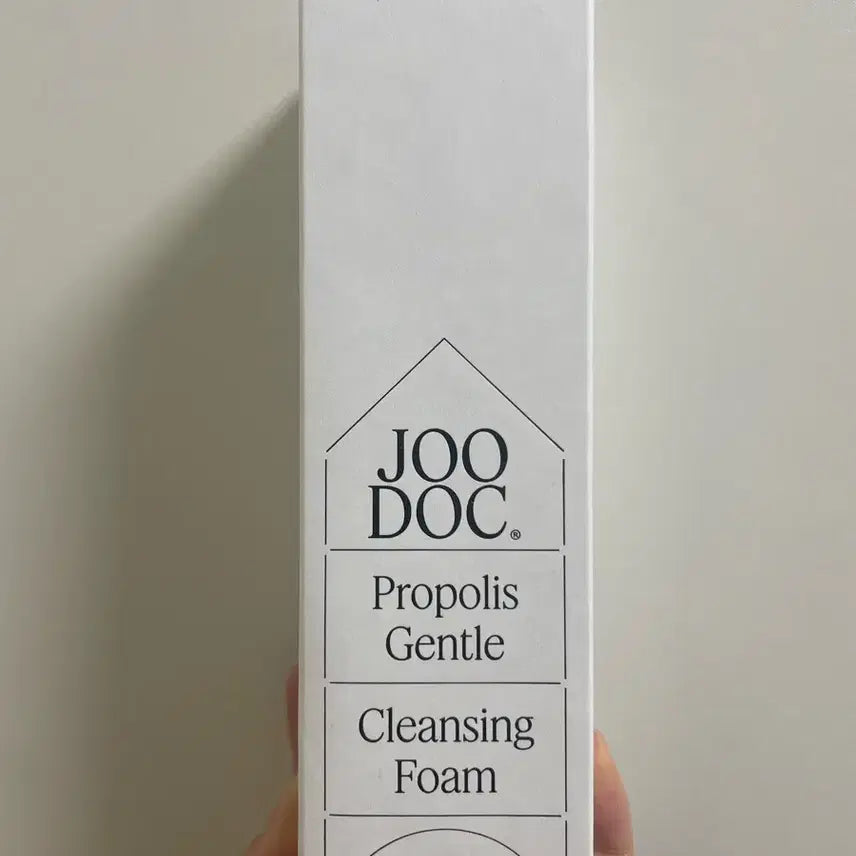 JOO
DOC®
Propolis
Gentle
Cleansing
Foam